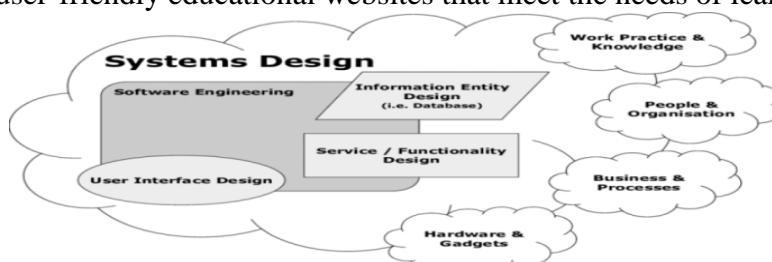 user-friendly educational websites that meet the needs of
Systems Design
Work Practice &
Knowledge
Software Engineering
Information Entity
Design
(i.e. Database)
People &
Organisation
Service / Functionality
Design
User Interface Design
Business &
Processes
Hardware &
Gadgets